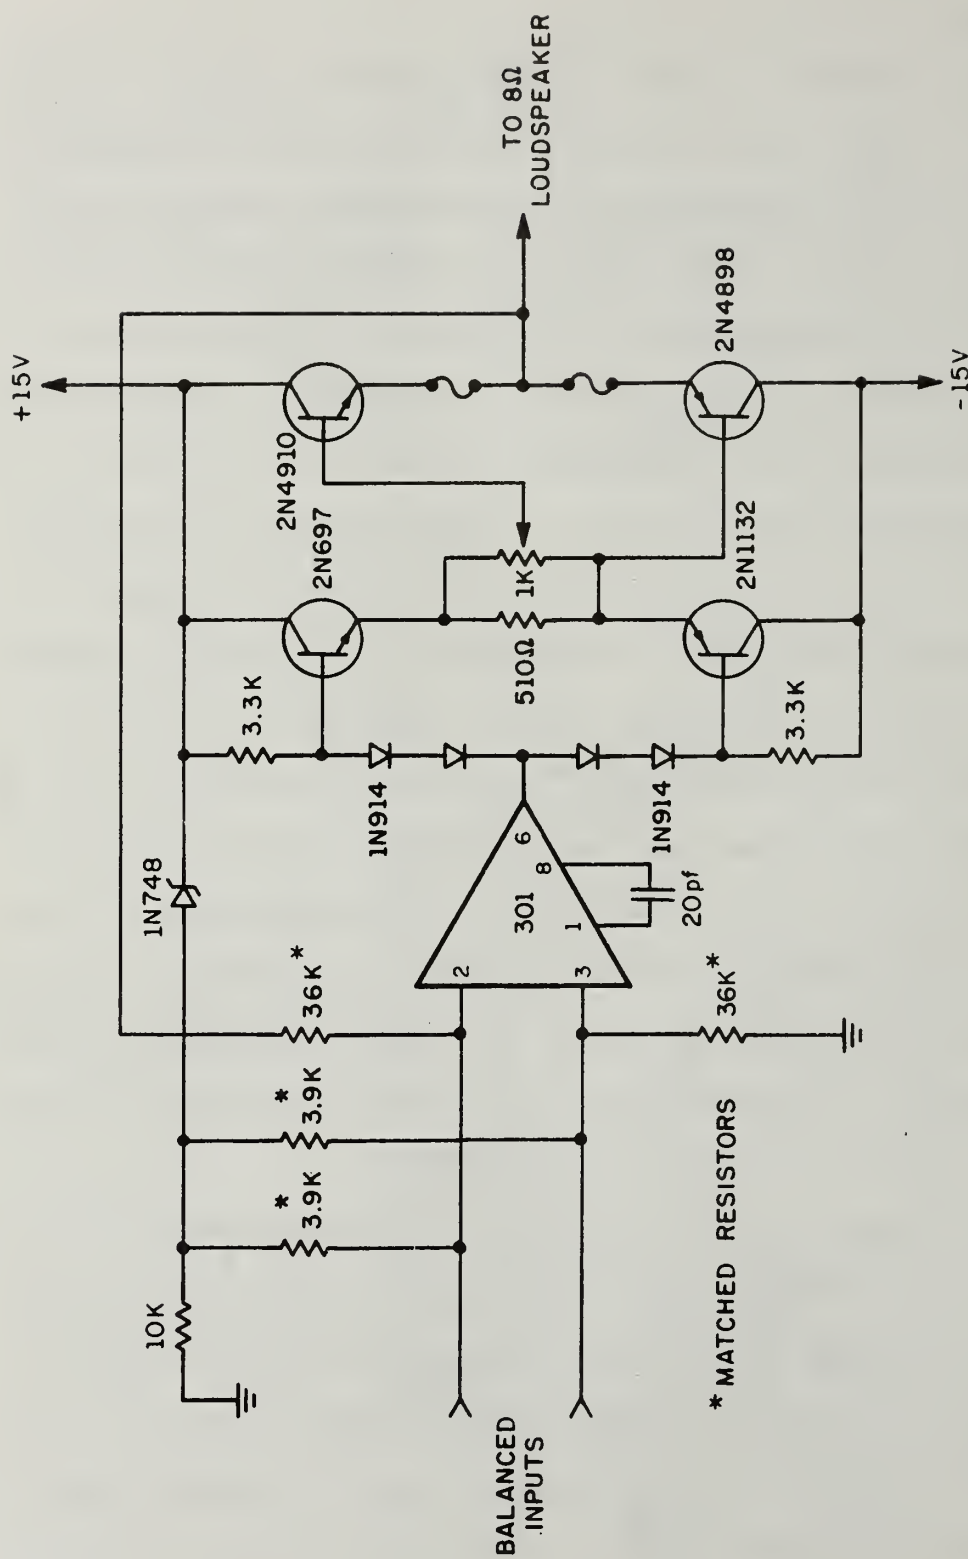 +15V
TO 8Ω
LOUDSPEAKER
2N4910
2N697
3.3K
1N748
36K*
*
3.9K
*
3.9K
10K
1K
510Ω
1N914
1N914
2
3
6
8
1
301
20pf
2N4898
2N1132
3.3K
36K*
-15V
BALANCED
INPUTS
*MATCHED RESISTORS